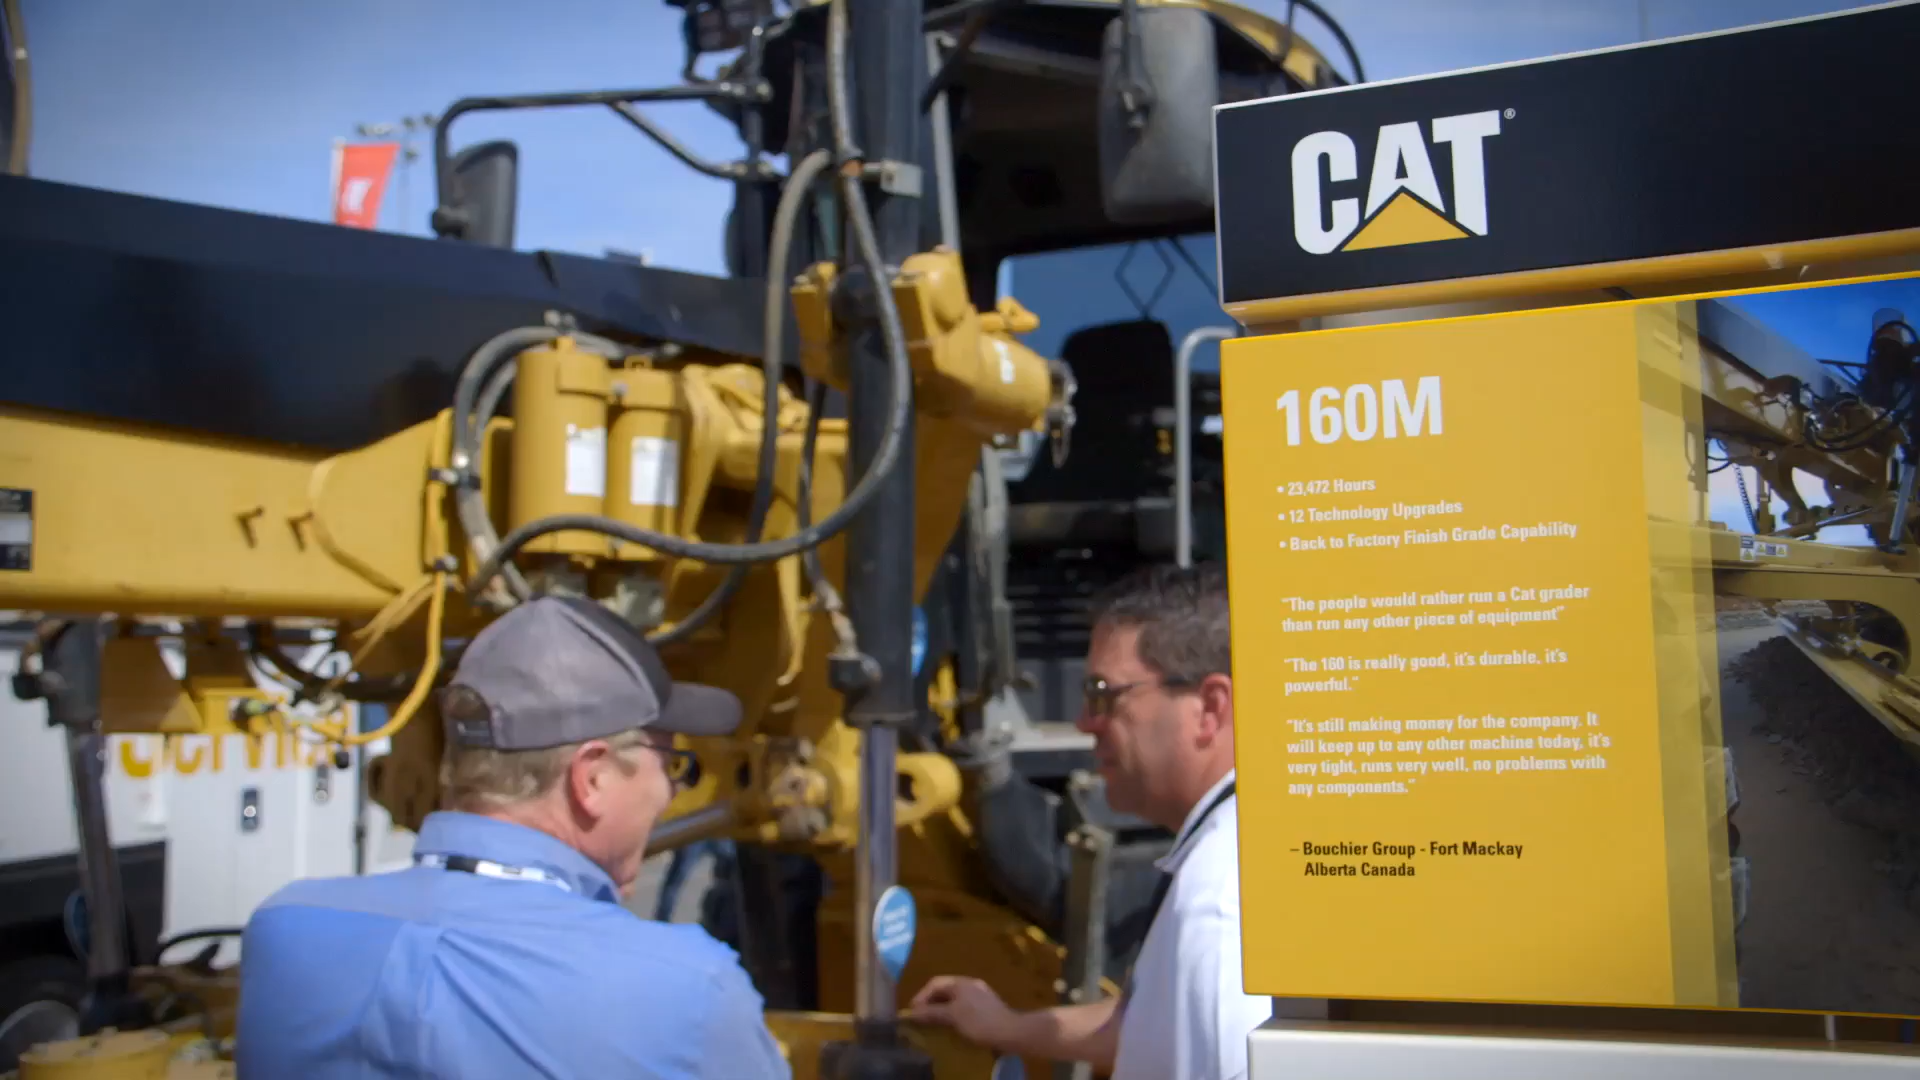 CAT®
160M
• 23,472 Hours
• 12 Technology Upgrades
• Back to Factory Finish Grade Capability
"The people would rather run a Cat grader
than run any other piece of equipment"
"The 160 is really good, it's durable, it's
powerful."
"It's still making money for the company. It
will keep up to any other machine today, it's
very tight, runs very well, no problems with
any components."
– Bouchier Group - Fort Mackay
Alberta Canada
Service